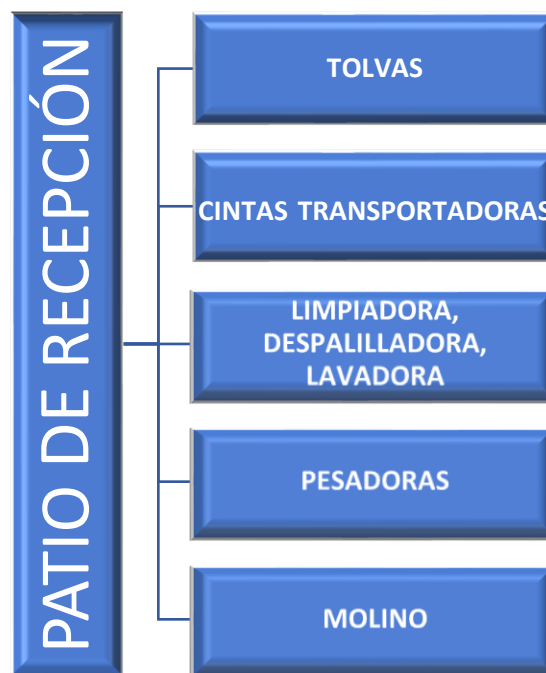 PATIO DE RECEPCIÓN
TOLVAS
CINTAS TRANSPORTADORAS
LIMPIADORA,
DESPALILLADORA,
LAVADORA
PESADORAS
MOLINO